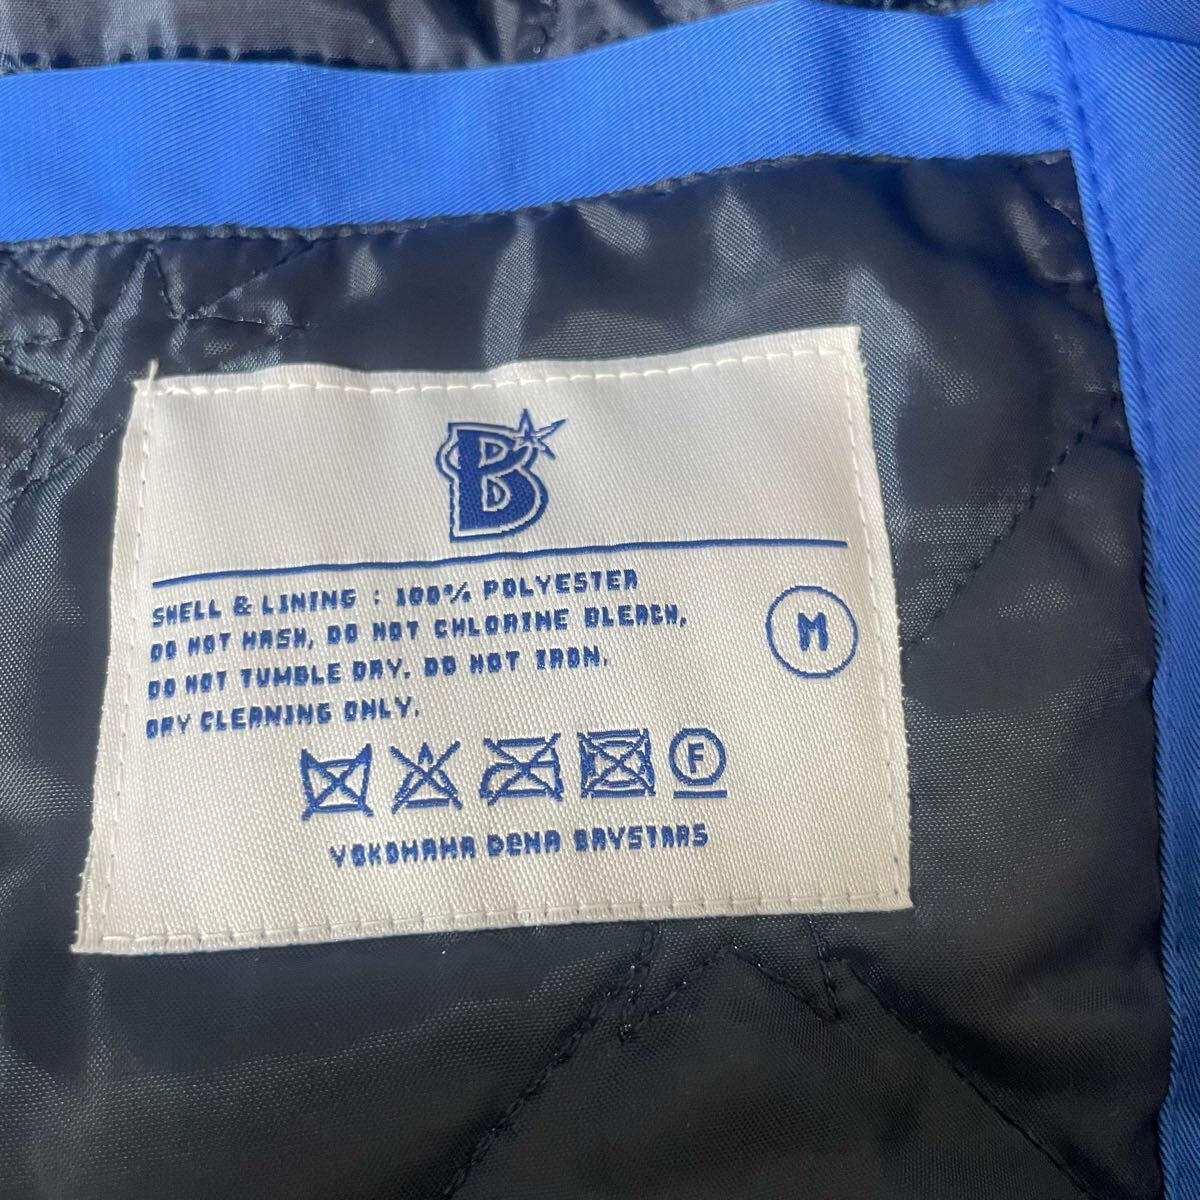 B
SHELL & LINING : 100% POLYESTER
DO NOT WASH, DO NOT CHLORINE BLEACH,
DO NOT TUMBLE DRY, DO NOT IRON,
DRY CLEANING ONLY.
M
F
YOKOHAMA DeNA BAYSTARS